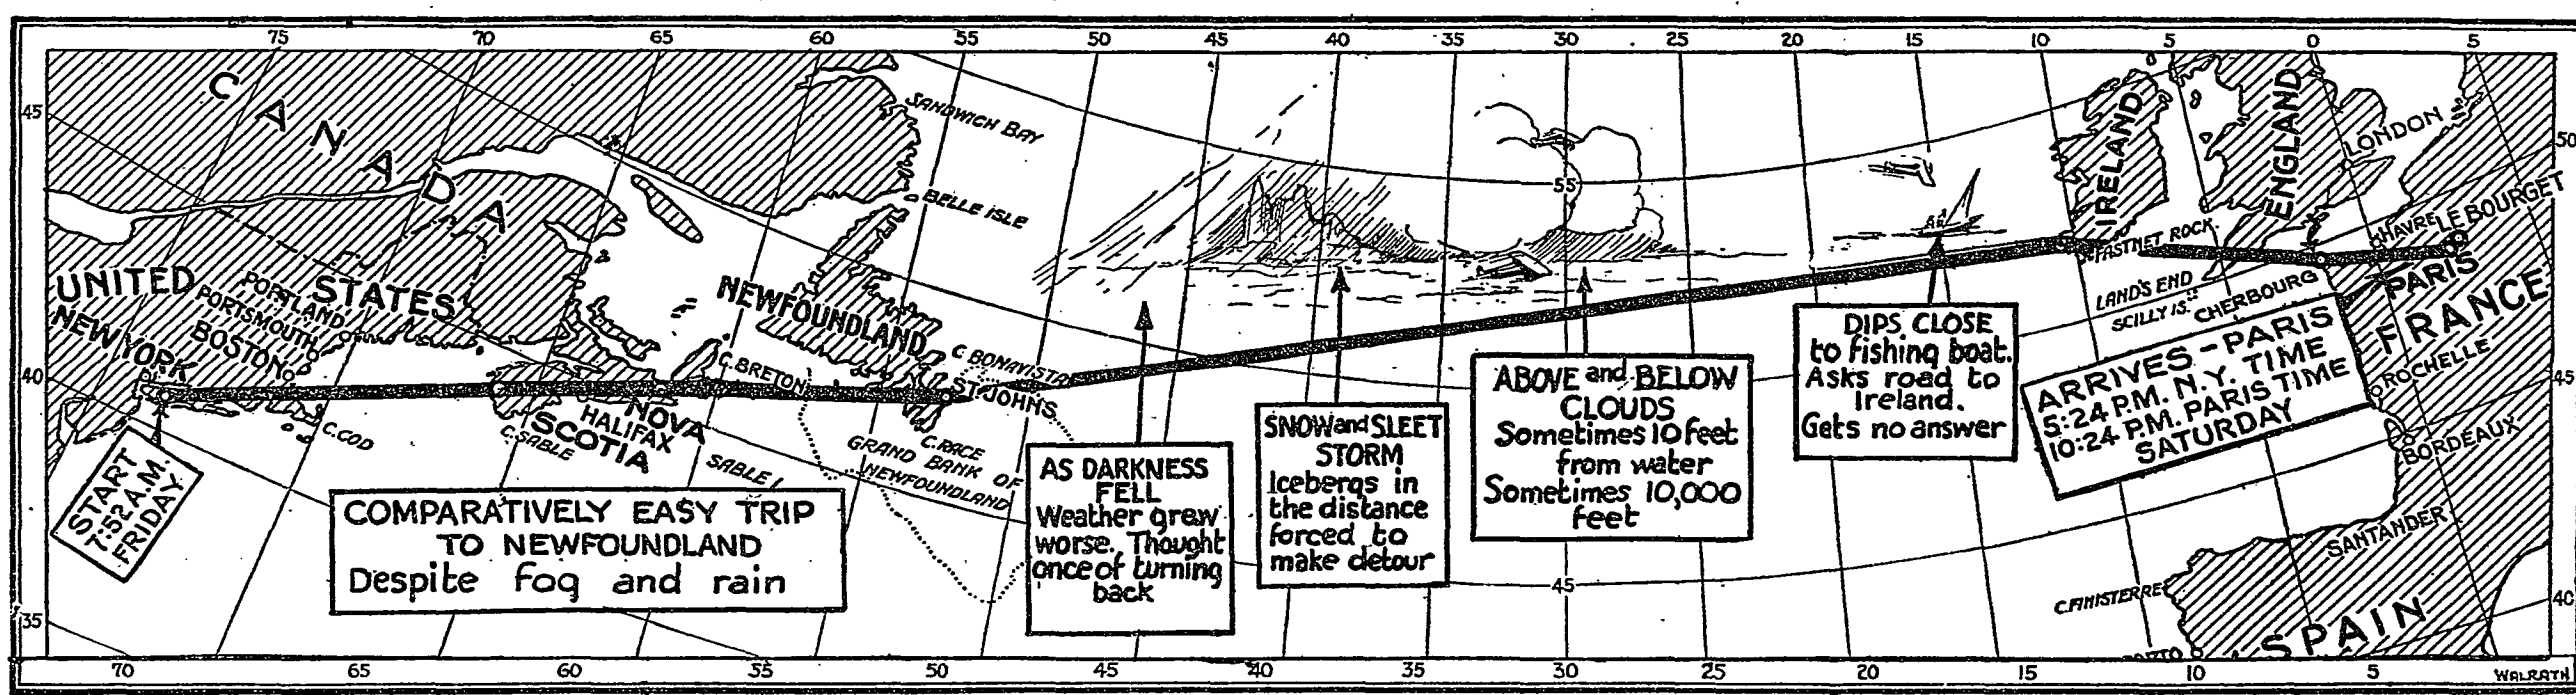 75 70 65 60 55 50 45 40 35 30 25 20 15 10 5 0 5
45
40
35
50
45
40
55
45
CANADA
SANDWICH BAY
BELLE ISLE
UNITED STATES
NEW YORK
PORTLAND
PORTSMOUTH
BOSTON
C. COD
NEWFOUNDLAND
C. BRETON
C. BONAVISTA
ST. JOHNS
NOVA SCOTIA
HALIFAX
C. SABLE
SABLE I
C. RACE
GRAND BANK OF
NEWFOUNDLAND
IRELAND
ENGLAND
LONDON
HAVRE
LE BOURGET
FASTNET ROCK
LAND'S END
SCILLY IS.
CHERBOURG
PARIS
FRANCE
ROCHELLE
BORDEAUX
SANTANDER
C. FINISTERRE
SPAIN
START
7:52 A.M.
FRIDAY.
COMPARATIVELY EASY TRIP
TO NEWFOUNDLAND
Despite fog and rain
AS DARKNESS
FELL
Weather grew
worse. Thought
once of turning
back
SNOW and SLEET
STORM
Icebergs in
the distance
forced to
make detour
ABOVE and BELOW
CLOUDS
Sometimes 10 feet
from water
Sometimes 10,000
feet
DIPS CLOSE
to fishing boat.
Asks road to
Ireland.
Gets no answer
ARRIVES - PARIS
5:24 P.M. N.Y. TIME
10:24 P.M. PARIS TIME
SATURDAY
70 65 60 55 50 45 40 35 30 25 20 15 10 5
WALRATH